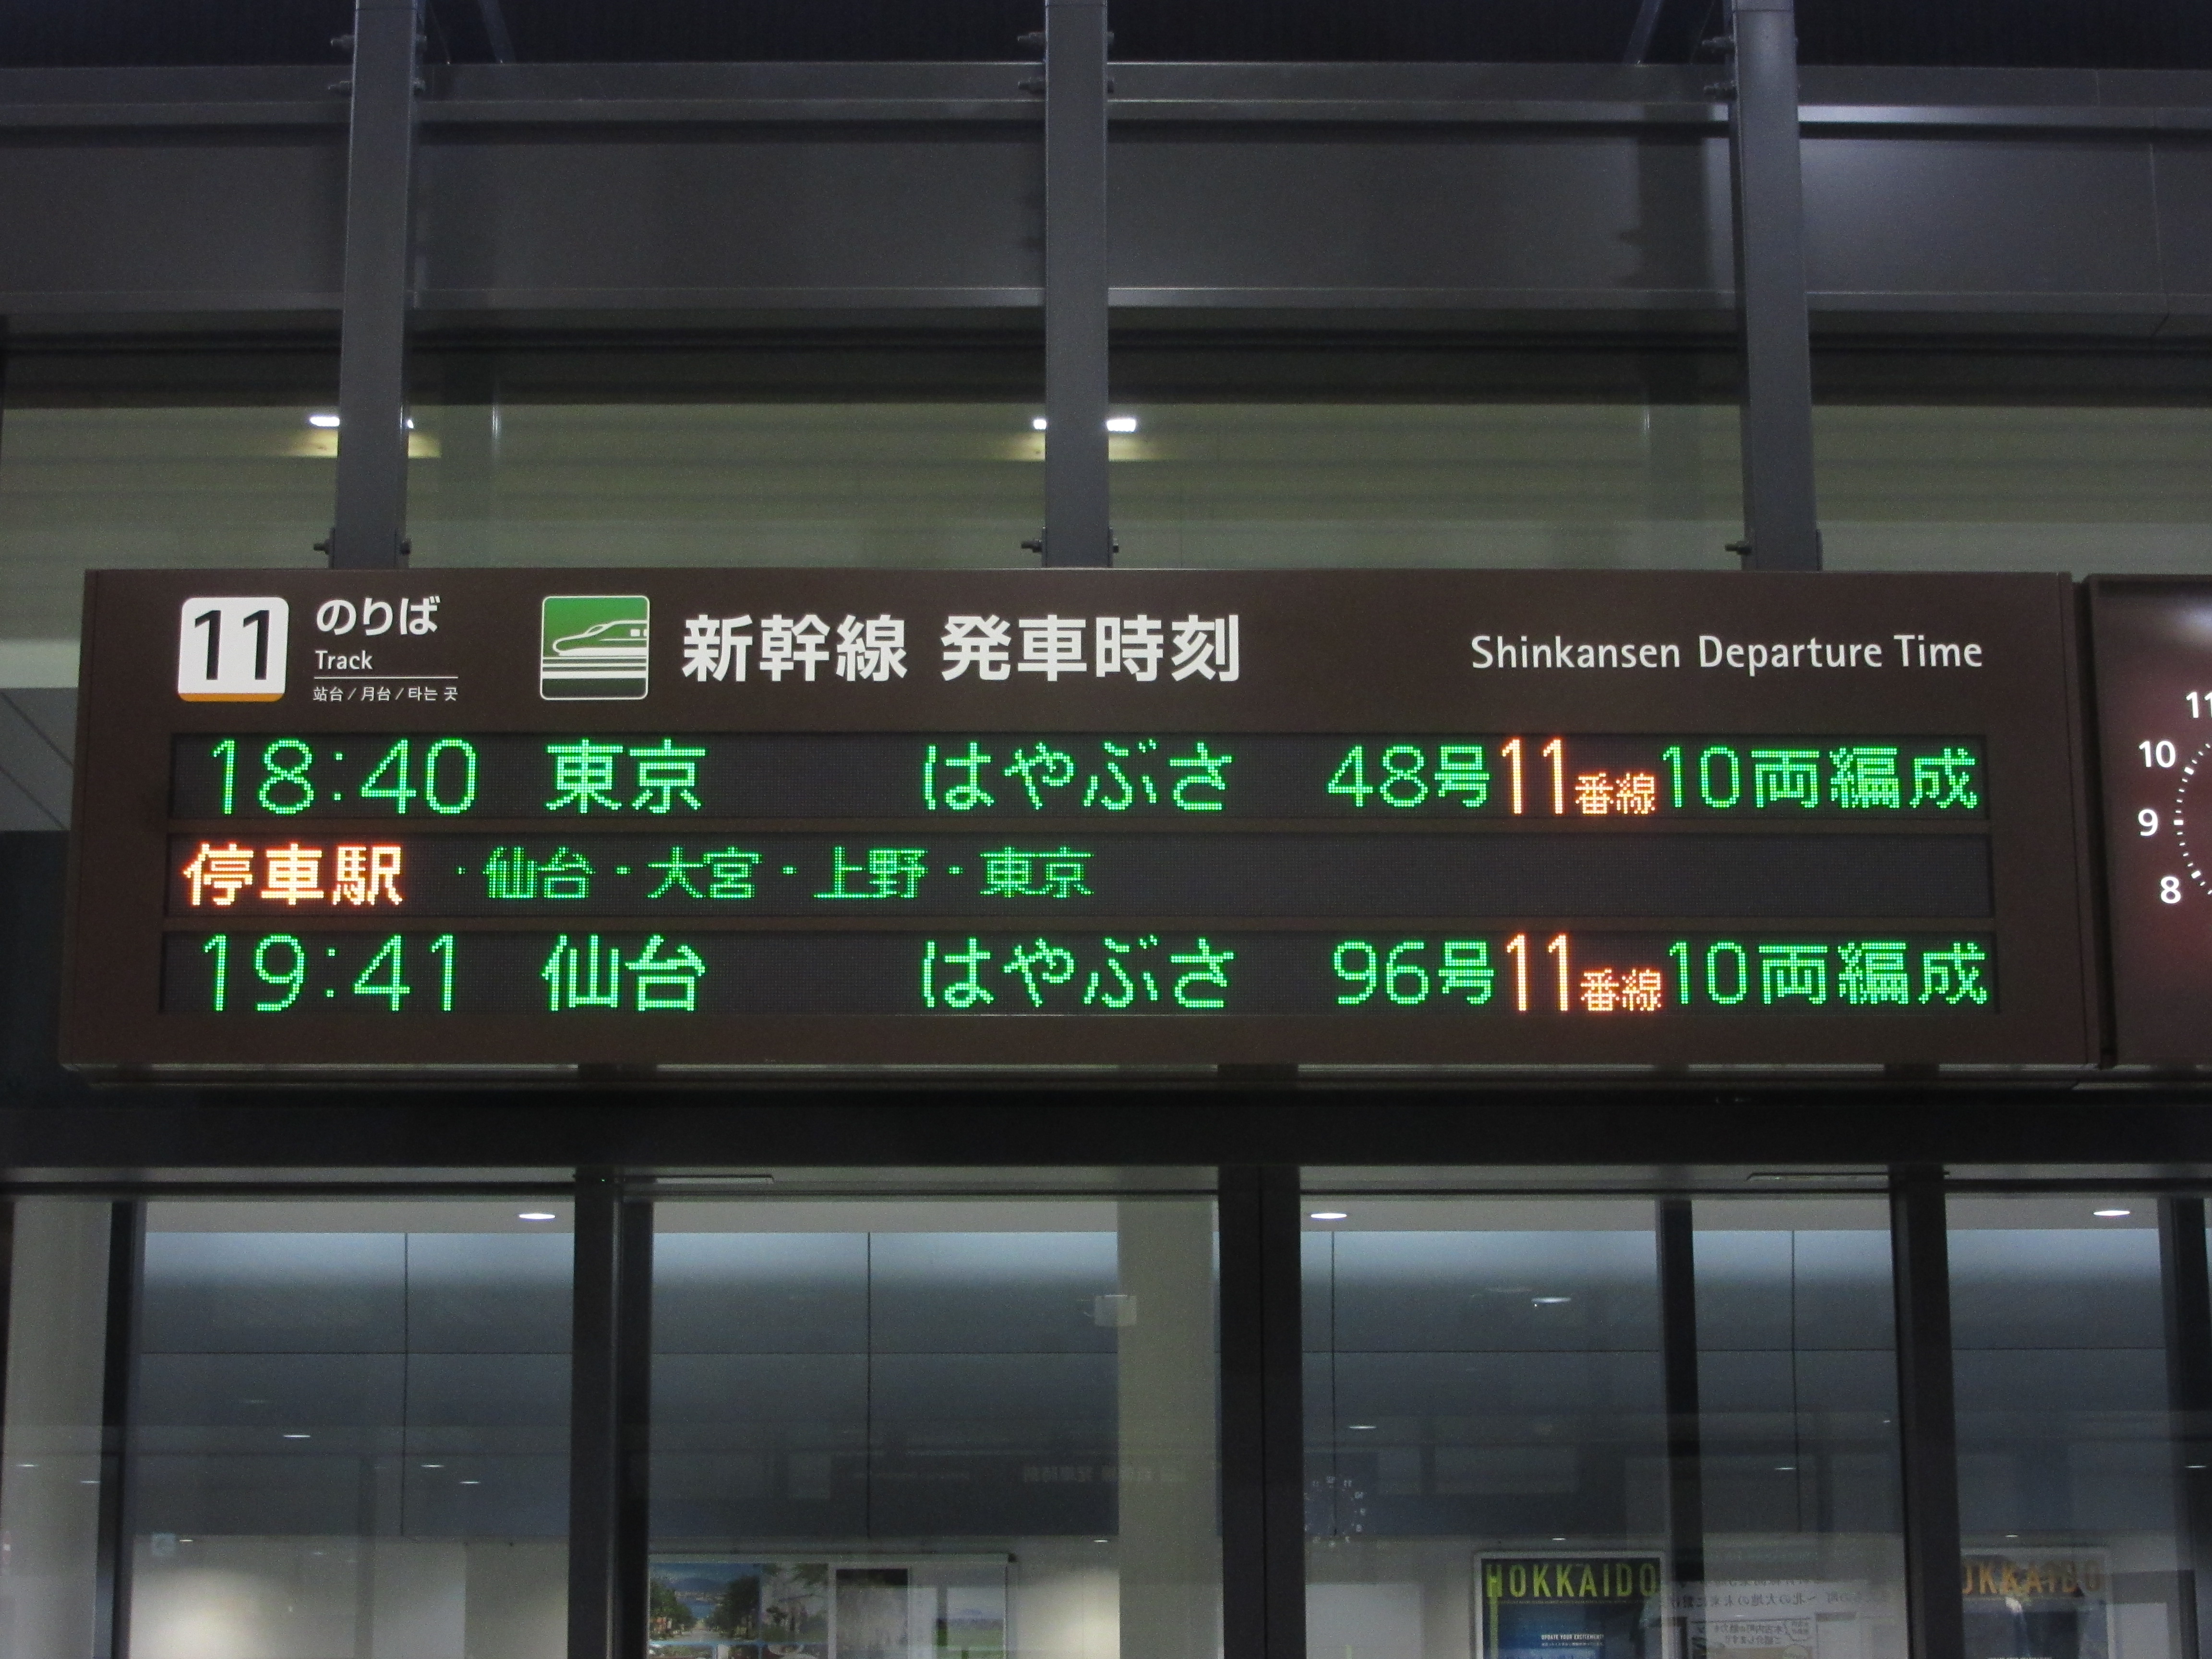 11 のりば
Track
站台/月台/타는 곳
新幹線 発車時刻
Shinkansen Departure Time
18:40 東京 はやぶさ 48号 11番線 10両編成
停車駅 ・仙台・大宮・上野・東京
19:41 仙台 はやぶさ 96号 11番線 10両編成
11
10
9
8
HOKKAIDO
UPDATE YOUR EXCITEMENT!
OKKAIDO